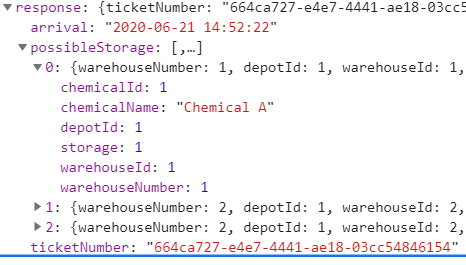 ▼response: {ticketNumber: "664ca727-e4e7-4441-ae18-03cc5
arrival: "2020-06-21 14:52:22"
▼possibleStorage: [,…]
▼0: {warehouseNumber: 1, depotId: 1, warehouseId: 1,
chemicalId: 1
chemicalName: "Chemical A"
depotId: 1
storage: 1
warehouseId: 1
warehouseNumber: 1
▶1: {warehouseNumber: 2, depotId: 1, warehouseId: 2,
▶2: {warehouseNumber: 2, depotId: 1, warehouseId: 2,
ticketNumber: "664ca727-e4e7-4441-ae18-03cc54846154"